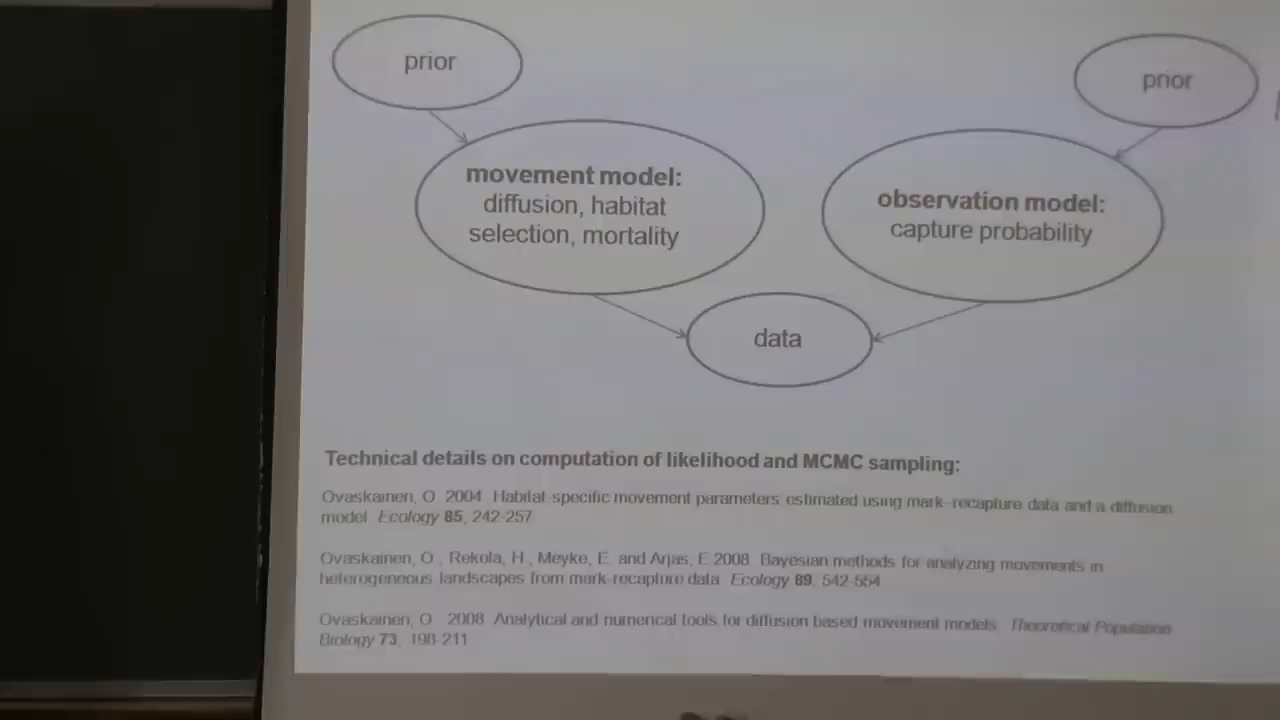 prior
prior
movement model:
diffusion, habitat
selection, mortality
observation model:
capture probability
data
Technical details on computation of likelihood and MCMC sampling:
Ovaskainen, O. 2004. Habitat-specific movement parameters estimated using mark-recapture data and a diffusion
model. Ecology 85, 242-257
Ovaskainen, O., Rekola, H., Meyke, E. and Arjas, E. 2008. Bayesian methods for analyzing movements in
heterogeneous landscapes from mark-recapture data. Ecology 89, 542-554
Ovaskainen, O. 2008. Analytical and numerical tools for diffusion based movement models. Theoretical Population
Biology 73, 198-211